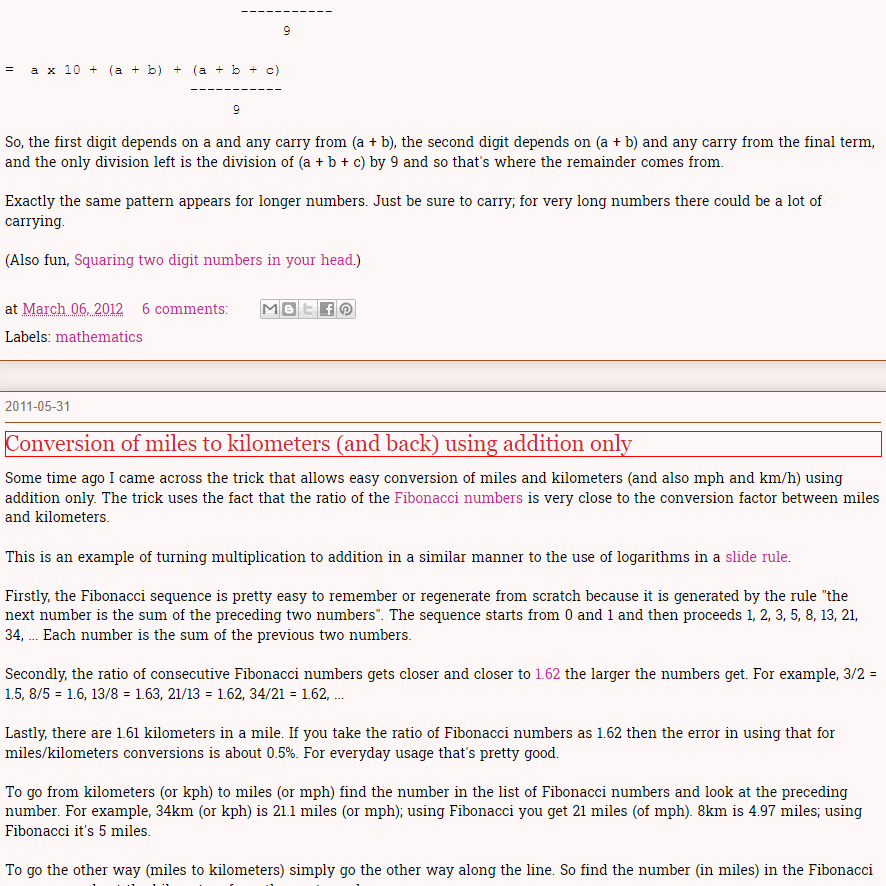 -----------
9
= a x 10 + (a + b) + (a + b + c)
-----------
9
So, the first digit depends on a and any carry from (a + b), the second digit depends on (a + b) and any carry from the final term,
and the only division left is the division of (a + b + c) by 9 and so that's where the remainder comes from.
Exactly the same pattern appears for longer numbers. Just be sure to carry; for very long numbers there could be a lot of
carrying.
(Also fun, Squaring two digit numbers in your head.)
at March 06, 2012 6 comments:
Labels: mathematics
2011-05-31
Conversion of miles to kilometers (and back) using addition only
Some time ago I came across the trick that allows easy conversion of miles and kilometers (and also mph and km/h) using
addition only. The trick uses the fact that the ratio of the Fibonacci numbers is very close to the conversion factor between miles
and kilometers.
This is an example of turning multiplication to addition in a similar manner to the use of logarithms in a slide rule.
Firstly, the Fibonacci sequence is pretty easy to remember or regenerate from scratch because it is generated by the rule "the
next number is the sum of the preceding two numbers". The sequence starts from 0 and 1 and then proceeds 1, 2, 3, 5, 8, 13, 21,
34, ... Each number is the sum of the previous two numbers.
Secondly, the ratio of consecutive Fibonacci numbers gets closer and closer to 1.62 the larger the numbers get. For example, 3/2 =
1.5, 8/5 = 1.6, 13/8 = 1.63, 21/13 = 1.62, 34/21 = 1.62, ...
Lastly, there are 1.61 kilometers in a mile. If you take the ratio of Fibonacci numbers as 1.62 then the error in using that for
miles/kilometers conversions is about 0.5%. For everyday usage that's pretty good.
To go from kilometers (or kph) to miles (or mph) find the number in the list of Fibonacci numbers and look at the preceding
number. For example, 34km (or kph) is 21.1 miles (or mph); using Fibonacci you get 21 miles (of mph). 8km is 4.97 miles; using
Fibonacci it's 5 miles.
To go the other way (miles to kilometers) simply go the other way along the line. So find the number (in miles) in the Fibonacci